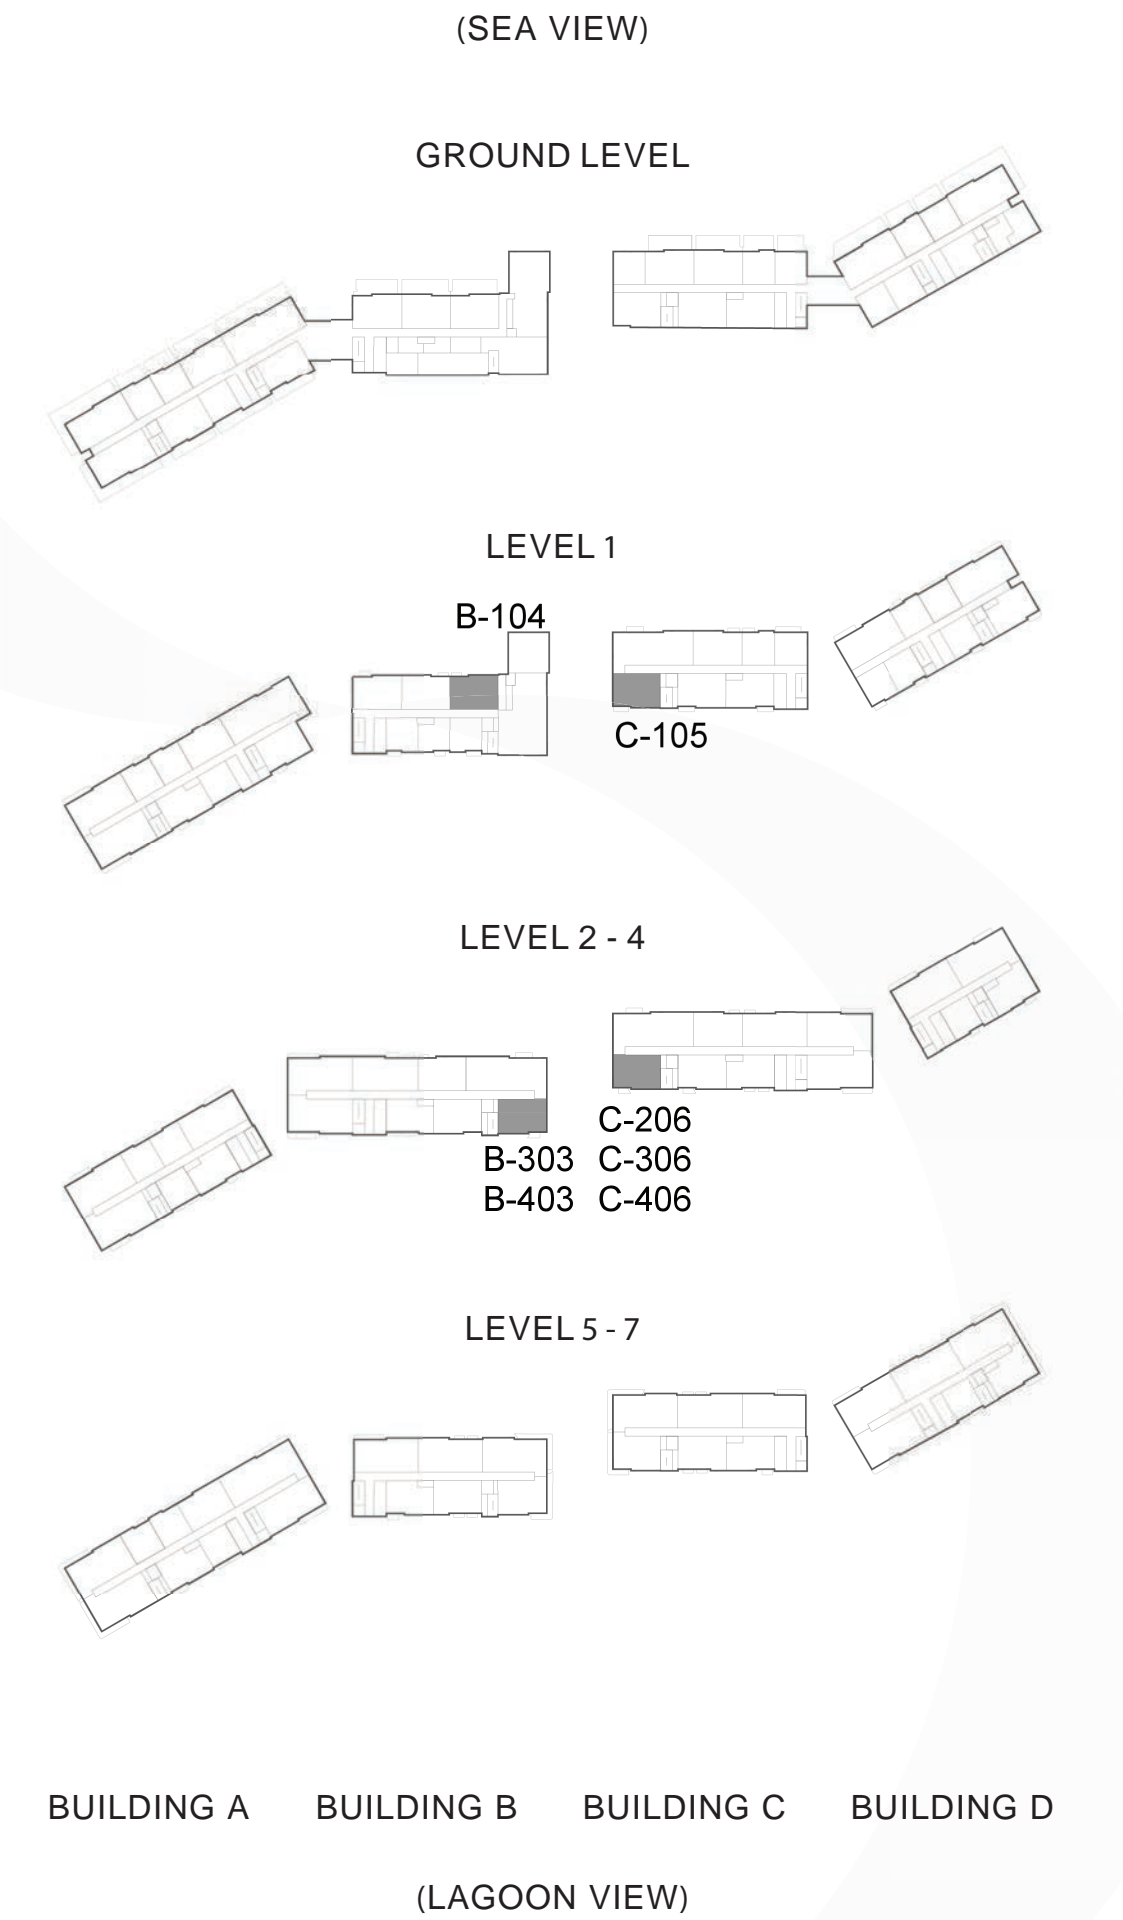 (SEA VIEW)
GROUND LEVEL
LEVEL 1
B-104
C-105
LEVEL 2 - 4
C-206
B-303 C-306
B-403 C-406
LEVEL 5 - 7
BUILDING A BUILDING B BUILDING C BUILDING D
(LAGOON VIEW)